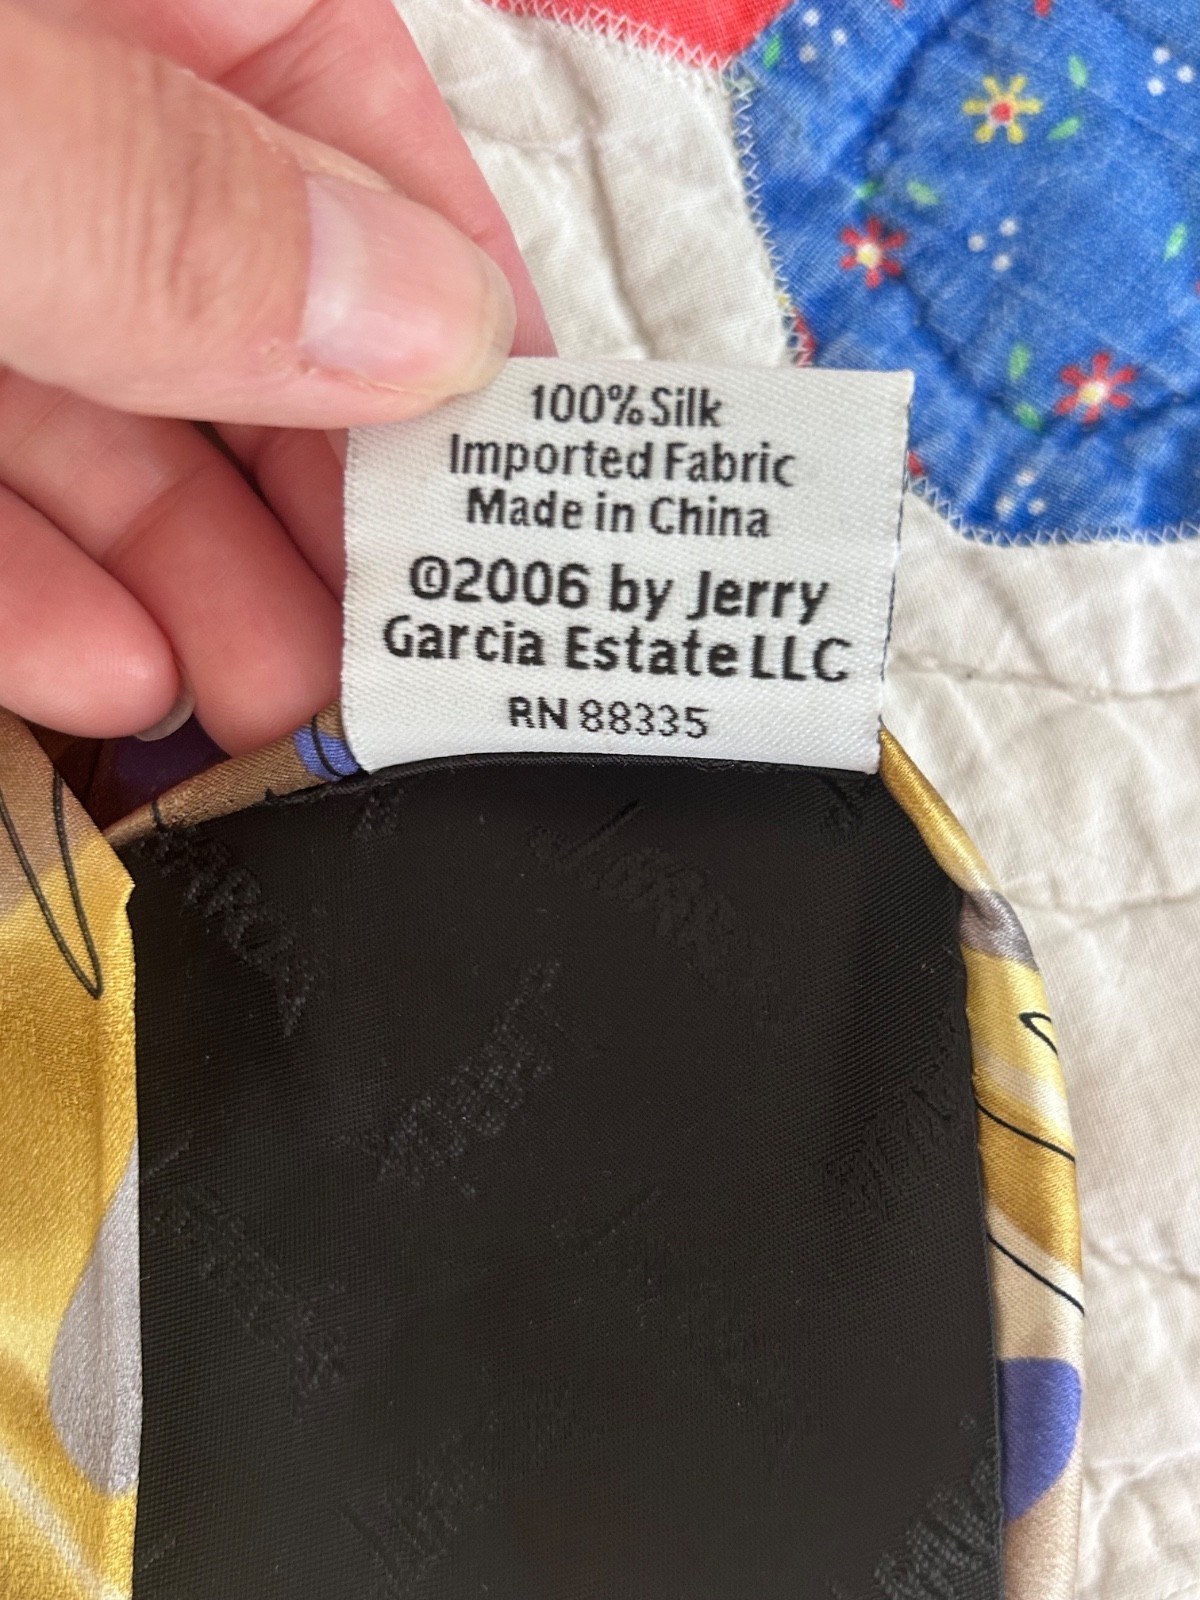 100% Silk
Imported Fabric
Made in China
©2006 by Jerry
Garcia Estate LLC
RN 88335